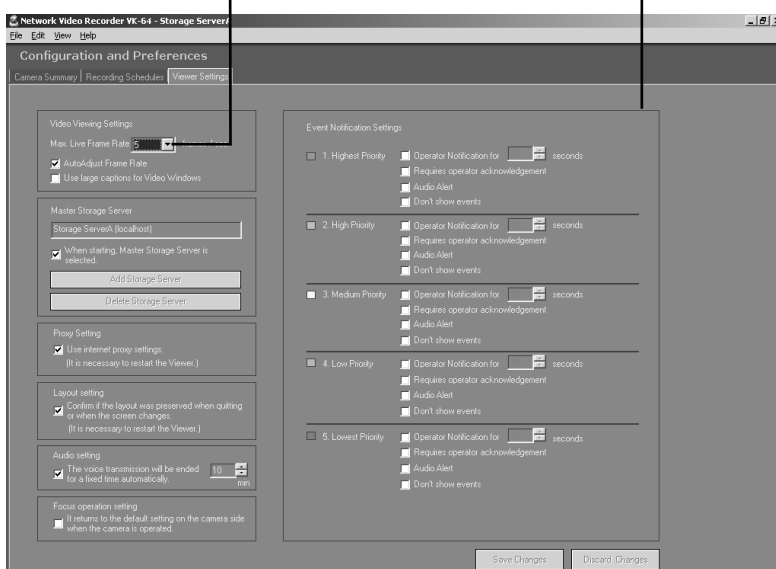 Network Video Recorder VK-64 - Storage ServerA
File Edit View Help
Configuration and Preferences
Camera Summary Recording Schedules Viewer Settings
Video Viewing Settings
Max. Live Frame Rate 5
AutoAdjust Frame Rate
Use large captions for Video Windows
Master Storage Server
Storage ServerA (localhost)
When starting, Master Storage Server is
selected.
Add Storage Server
Delete Storage Server
Proxy Setting
Use internet proxy settings.
(It is necessary to restart the Viewer.)
Layout setting
Confirm if the layout was preserved when quitting
or when the screen changes.
(It is necessary to restart the Viewer.)
Audio setting
The voice transmission will be ended
for a fixed time automatically.
10
min
Focus operation setting
It returns to the default setting on the camera side
when the camera is operated.
Event Notification Settings
1. Highest Priority Operator Notification for seconds
Requires operator acknowledgement
Audio Alert
Don't show events
2. High Priority Operator Notification for seconds
Requires operator acknowledgement
Audio Alert
Don't show events
3. Medium Priority Operator Notification for seconds
Requires operator acknowledgement
Audio Alert
Don't show events
4. Low Priority Operator Notification for seconds
Requires operator acknowledgement
Audio Alert
Don't show events
5. Lowest Priority Operator Notification for seconds
Requires operator acknowledgement
Audio Alert
Don't show events
Save Changes Discard Changes